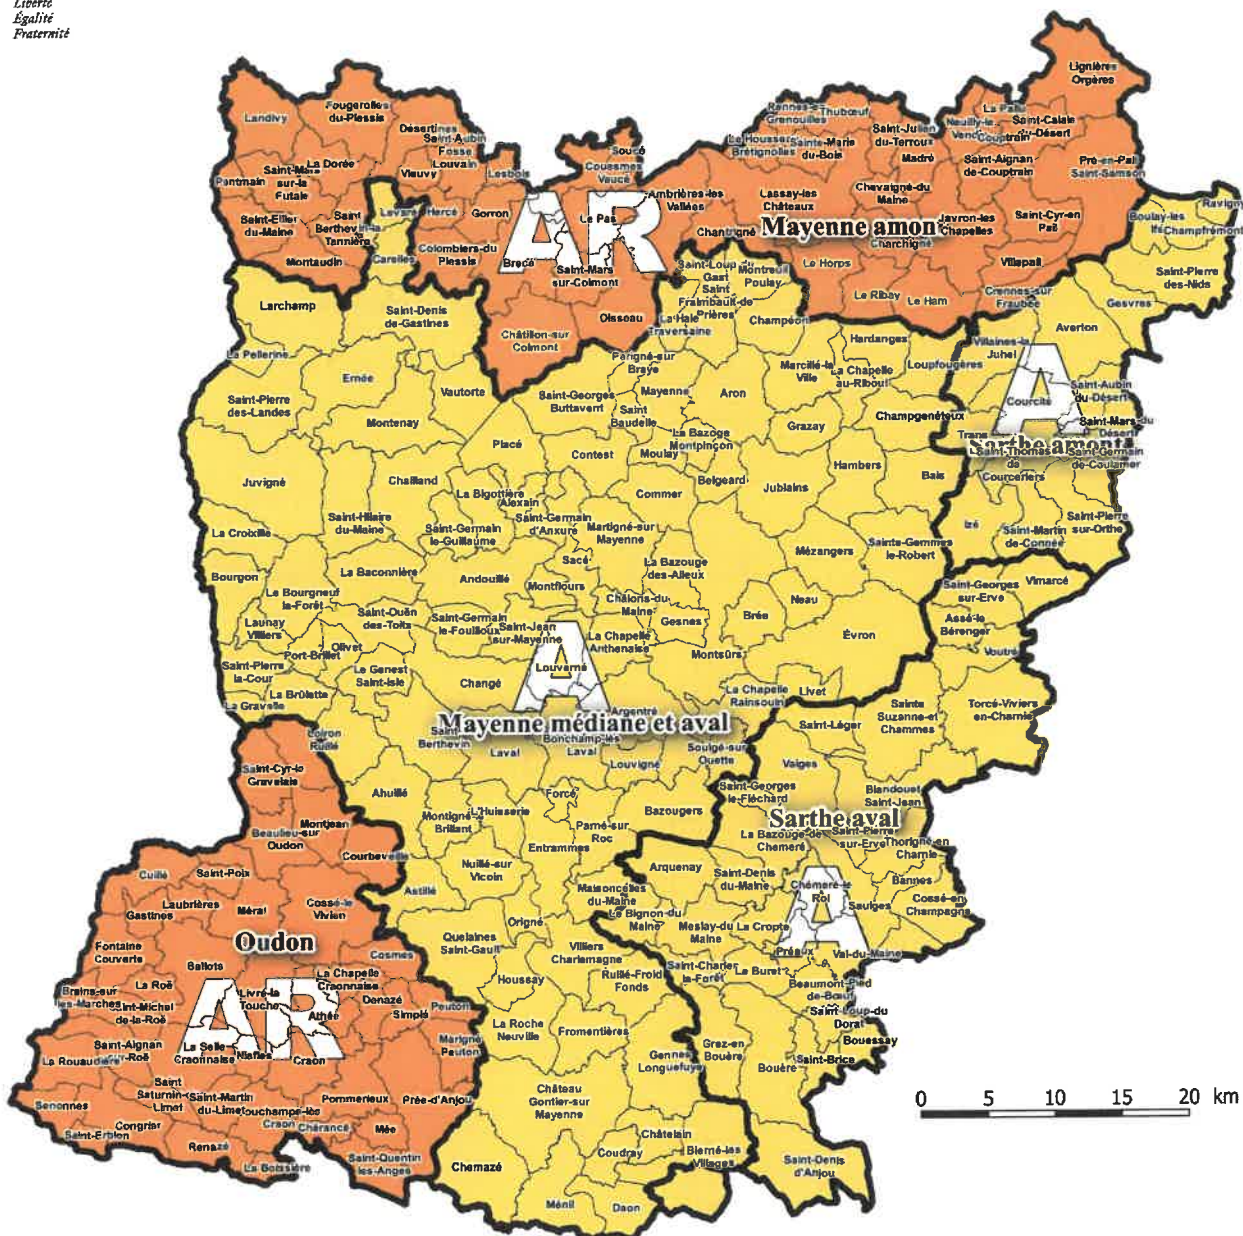 Liberté
Égalité
Fraternité
Lignières
Orgères
Landivy
Fougerolles
du-Plessis
Désertines
Saint-Aubin
Fosse
Louvain
Vieuvy
Lesbois
La Dorée
sur-la
Futaie
Pontmain
Saint-Ellier
du-Maine
Saint
Tannière
Montaudin
Levaré
Hercé
Gorron
Carelles
Colombiers-du
Plessis
Brecé
Soucé
Couesmes
Vaucé
AR
Le Pas
Saint-Mars
sur-Colmont
Ambrières-les
Vallées
Chantrigné
Oisseau
Châtillon-sur
Colmont
Rennes-en
Grenouilles
Thubœuf
Le Housseau
Brétignolles
Sainte-Marie
du-Bois
Saint-Julien
du-Terroux
Madré
La Pallu
Neuilly-le
Vendin
Couptrain
Saint-Calais
du-Désert
Saint-Aignan
de-Couptrain
Pré-en-Pail
Saint-Samson
Lassay-les
Châteaux
Chevaigné-du
Maine
Mayenne amont
Javron-les
Chapelles
Saint-Cyr-en
Pail
Charchigné
Le Horps
Villepail
Le Ribay
Le Ham
Crennes-sur
Fraubée
Ravigny
Boulay-les
Ifs
Champfrémont
Saint-Pierre
des-Nids
Gesvres
Averton
Larchamp
Saint-Denis
de-Gastines
Saint-Loup-du
Gast
Saint
Fraimbault-de
Prières
Montreuil
Poulay
La Haie
Traversaine
Champéon
Hardanges
Villaines-la
Juhel
La Pellerine
Ernée
Vautorte
Parigné-sur
Braye
Marcillé-la
Ville
La Chapelle
au-Riboul
Loupfougères
A
Courcité
Saint-Aubin
du-Désert
Saint-Mars-du
Désert
Saint-Pierre
des-Landes
Montenay
Saint-Georges
Buttavent
Mayenne
Saint
Baudelle
Aron
Grazay
Champgenéteux
Trans
Sarthe amont
Saint-Thomas
de
Courceriers
Saint-Germain
de-Coulamer
Placé
Contest
La Bazoge
Montpinçon
Moulay
Hambers
Bais
Juvigné
Chailland
La Bigottière
Alexain
Commer
Belgeard
Jublains
La Croixille
Saint-Hilaire
du-Maine
Saint-Germain
le-Guillaume
Saint-Germain
d'Anxure
Martigné-sur
Mayenne
Sacé
Mézangers
Sainte-Gemmes
le-Robert
Izé
Saint-Martin
de-Connée
Saint-Pierre
sur-Orthe
Bourgon
La Baconnière
Andouillé
Montflours
La Bazouge
des-Alleux
Saint-Georges
sur-Erve
Vimarcé
Le Bourgneuf
la-Forêt
Launay
Villiers
Saint-Ouën
des-Toits
Saint-Germain
le-Fouilloux
Saint-Jean
sur-Mayenne
Châlons-du
Maine
Gesnes
Brée
Neau
Évron
Assé-le
Bérenger
Voutré
Saint-Pierre
la-Cour
Port-Brillet
Olivet
Le Genest
Saint-Isle
La Chapelle
Anthenaise
Montsûrs
A
Louverné
La Brûlatte
La Gravelle
Changé
La Chapelle
Rainsouin
Livet
Sainte
Suzanne-et
Chammes
Torcé-Viviers
en-Charnie
Argentré
Mayenne médiane et aval
Saint-Léger
Loiron
Ruillé
Saint-
Berthevin
Laval
Bonchamp-lès
Laval
Louvigné
Soulgé-sur
Ouette
Vaiges
Saint-Cyr-le
Gravelais
Ahuillé
Saint-Georges
le-Fléchard
Blandouet
Saint-Jean
Montigné-le
Brillant
L'Huisserie
Forcé
Parné-sur
Roc
Bazougers
Sarthe aval
Beaulieu-sur
Oudon
Montjean
Courbeveille
Entrammes
La Bazouge-de
Chemeré
Saint-Pierre
sur-Erve
Thorigné-en
Charnie
Cuillé
Saint-Poix
Nuillé-sur
Vicoin
Arquenay
Saint-Denis
du-Maine
Bannes
Chémeré-le
Roi
Saulges
Cossé-en
Champagne
Gastines
Laubrières
Méral
Cossé-le
Vivien
Astillé
Maisoncelles
du-Maine
Le Bignon-du
Maine
Meslay-du
Maine
La Cropte
A
Préaux
Val-du-Maine
Oudon
Origné
Quelaines
Saint-Gault
Villiers
Charlemagne
Fontaine
Couverte
Ballots
Cosmes
Houssay
Ruillé-Froid
Fonds
Saint-Charles
la-Forêt
Le Buret
Beaumont-Pied
de-Bœuf
Brains-sur
les-Marches
La Roë
Saint-Michel
de-la-Roë
AR
Livré-la
Touche
La Chapelle
Craonnaise
Athée
Denazé
Simplé
Peuton
Saint-Loup-du
Dorat
Bouessay
La Roche
Neuville
Fromentières
Marigné
Peuton
Grez-en
Bouère
Bouère
Saint-Brice
La Rouaudière
Saint-Aignan
sur-Roë
La Selle
Craonnaise
Niafles
Craon
Gennes
Longuefuye
Château
Gontier-sur
Mayenne
0 5 10 15 20 km
Senonnes
Saint-Erblon
Congrier
Saint
Saturnin-du
Limet
Saint-Martin
du-Limet
Bouchamps-lès
Craon
Chérancé
Pommerieux
Mée
Prée-d'Anjou
Renazé
La Boissière
Saint-Quentin
les-Anges
Chemazé
Châtelain
Coudray
Bierné-les
Villages
Saint-Denis
d'Anjou
Ménil
Daon